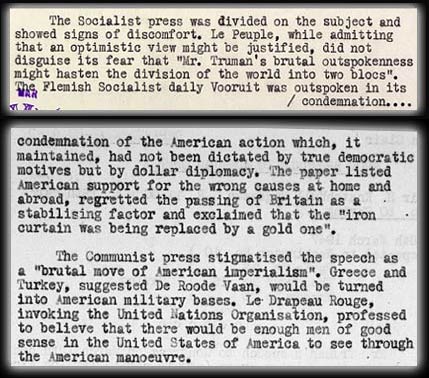 The Socialist press was divided on the subject and
showed signs of discomfort. Le Peuple, while admitting
that an optimistic view might be justified, did not
disguise its fear that "Mr. Truman's brutal outspokenness
might hasten the division of the world into two blocs".
The Flemish Socialist daily Vooruit was outspoken in its
/ condemnation....
MAR
condemnation of the American action which, it
maintained, had not been dictated by true democratic
motives but by dollar diplomacy. The paper listed
American support for the wrong causes at home and
abroad, regretted the passing of Britain as a
stabilising factor and exclaimed that the "iron
curtain was being replaced by a gold one".
The Communist press stigmatised the speech as
a "brutal move of American imperialism". Greece and
Turkey, suggested De Roode Vaan, would be turned
into American military bases. Le Drapeau Rouge,
invoking the United Nations Organisation, professed
to believe that there would be enough men of good
sense in the United States of America to see through
the American manoeuvre.